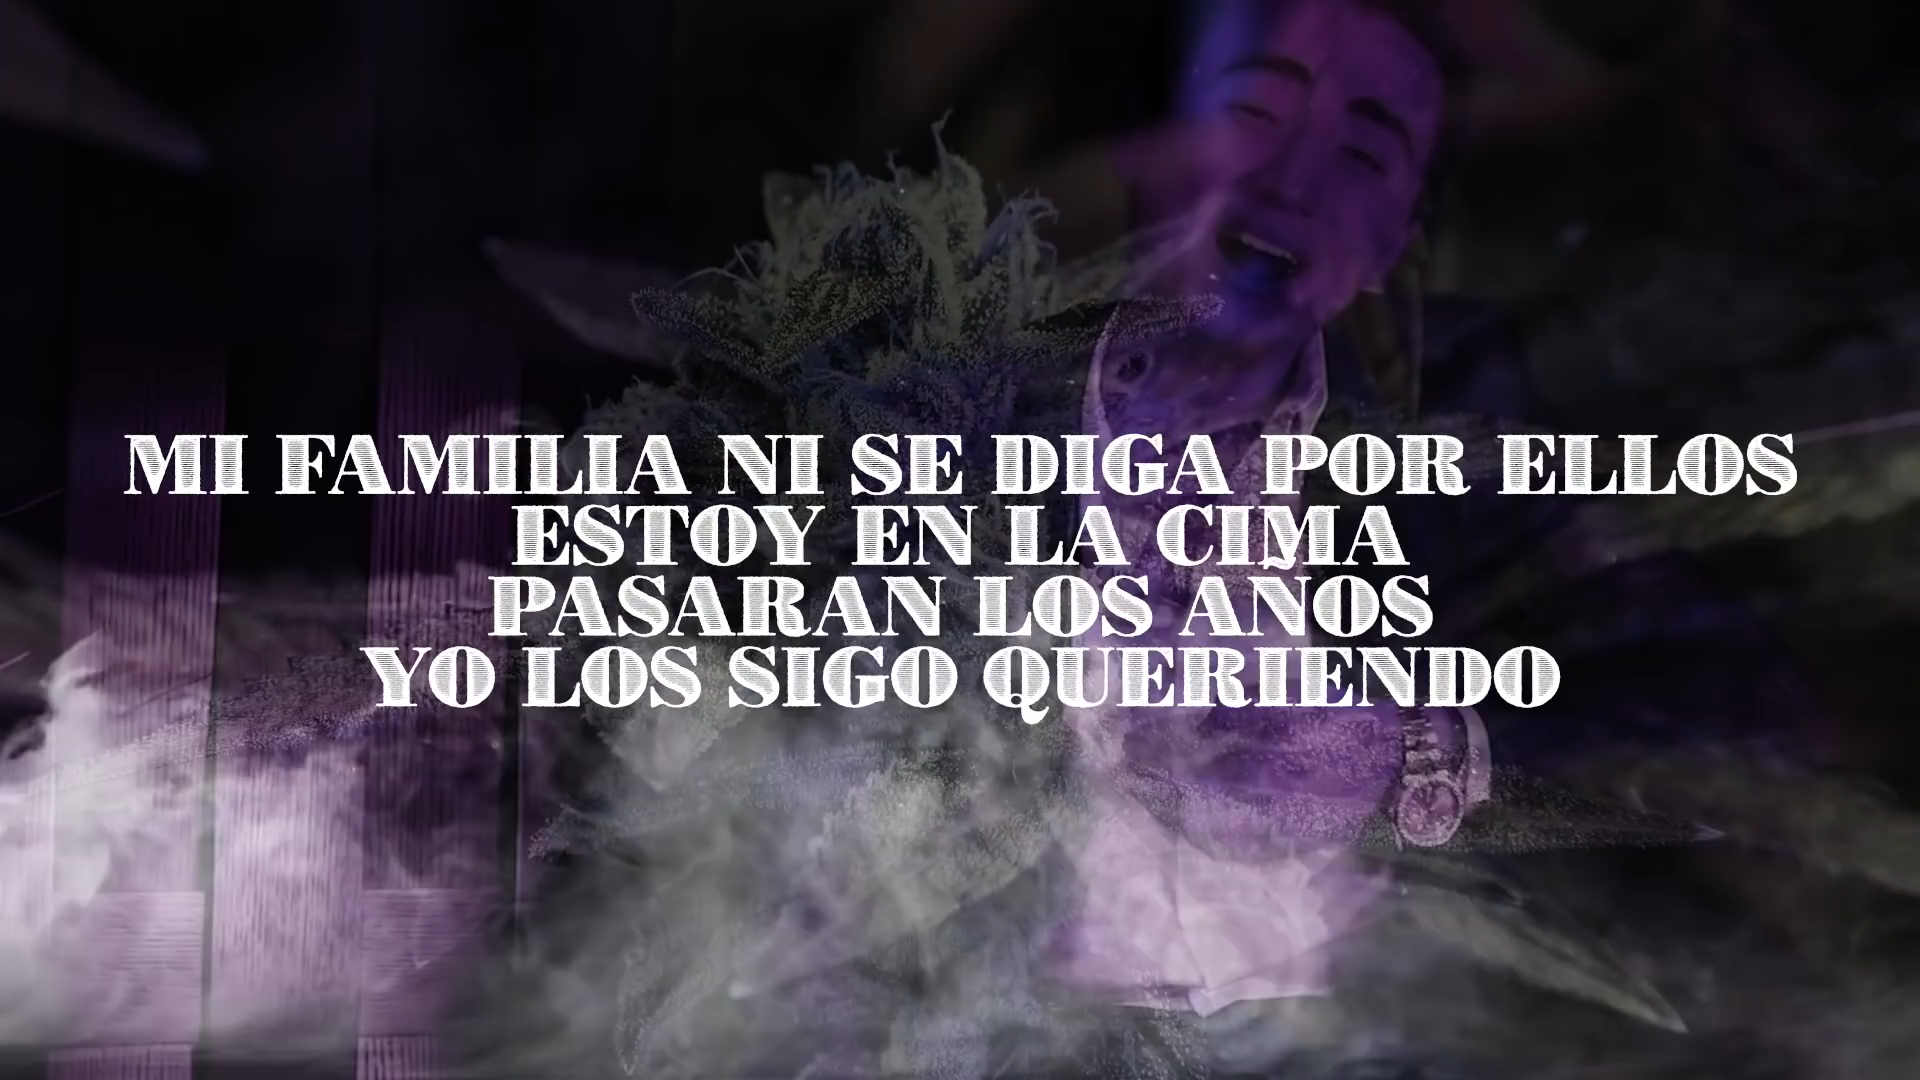 MI FAMILIA NI SE DIGA POR ELLOS
ESTOY EN LA CIMA
PASARAN LOS AÑOS
YO LOS SIGO QUERIENDO